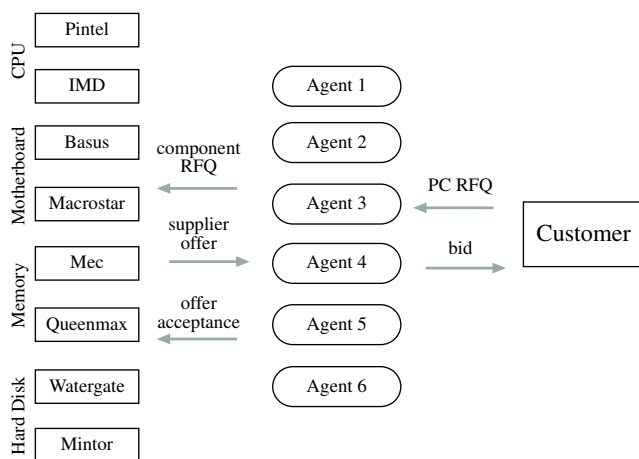 CPU
Pintel
IMD
Motherboard
Basus
Macrostar
Memory
Mec
Queenmax
Hard Disk
Watergate
Mintor
component
RFQ
supplier
offer
offer
acceptance
Agent 1
Agent 2
Agent 3
Agent 4
Agent 5
Agent 6
PC RFQ
bid
Customer